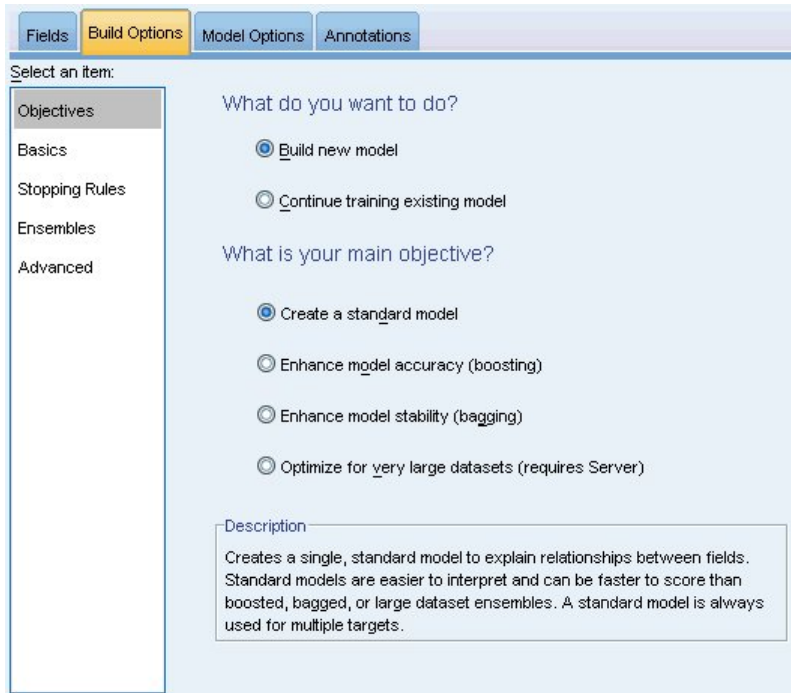 Fields Build Options Model Options Annotations
Select an item:
Objectives
Basics
Stopping Rules
Ensembles
Advanced
What do you want to do?
Build new model
Continue training existing model
What is your main objective?
Create a standard model
Enhance model accuracy (boosting)
Enhance model stability (bagging)
Optimize for very large datasets (requires Server)
Description
Creates a single, standard model to explain relationships between fields.
Standard models are easier to interpret and can be faster to score than
boosted, bagged, or large dataset ensembles. A standard model is always
used for multiple targets.